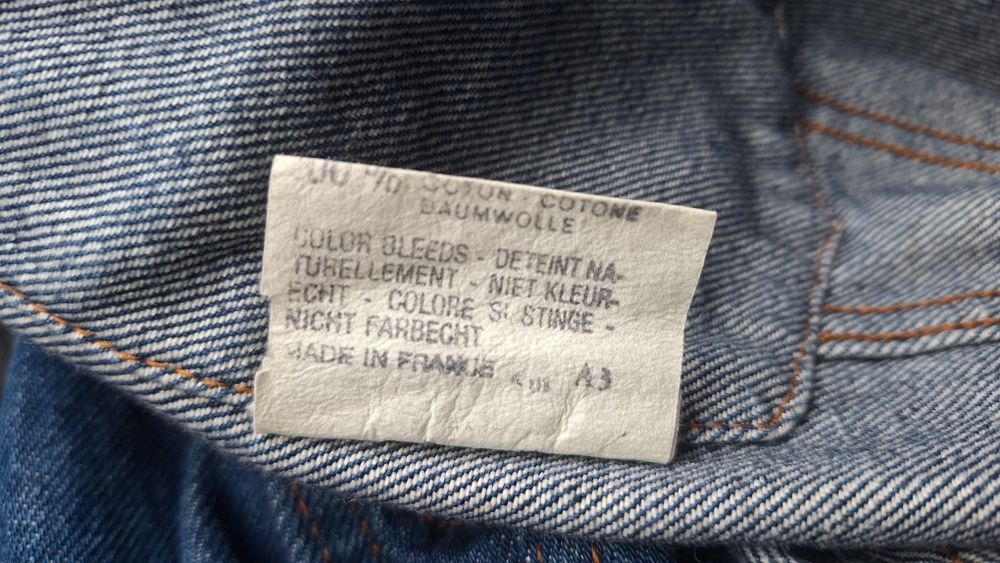 00 % COTON - COTONE
BAUMWOLLE
COLOR BLEEDS - DETEINT NA-
TURELLEMENT - NIET KLEUR-
ECHT - COLORE SI STINGE -
NICHT FARBECHT
MADE IN FRANCE A3